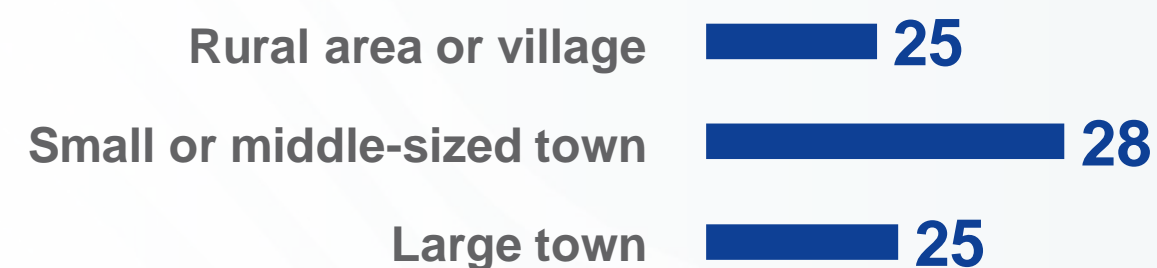 Rural area or village 25
Small or middle-sized town 28
Large town 25